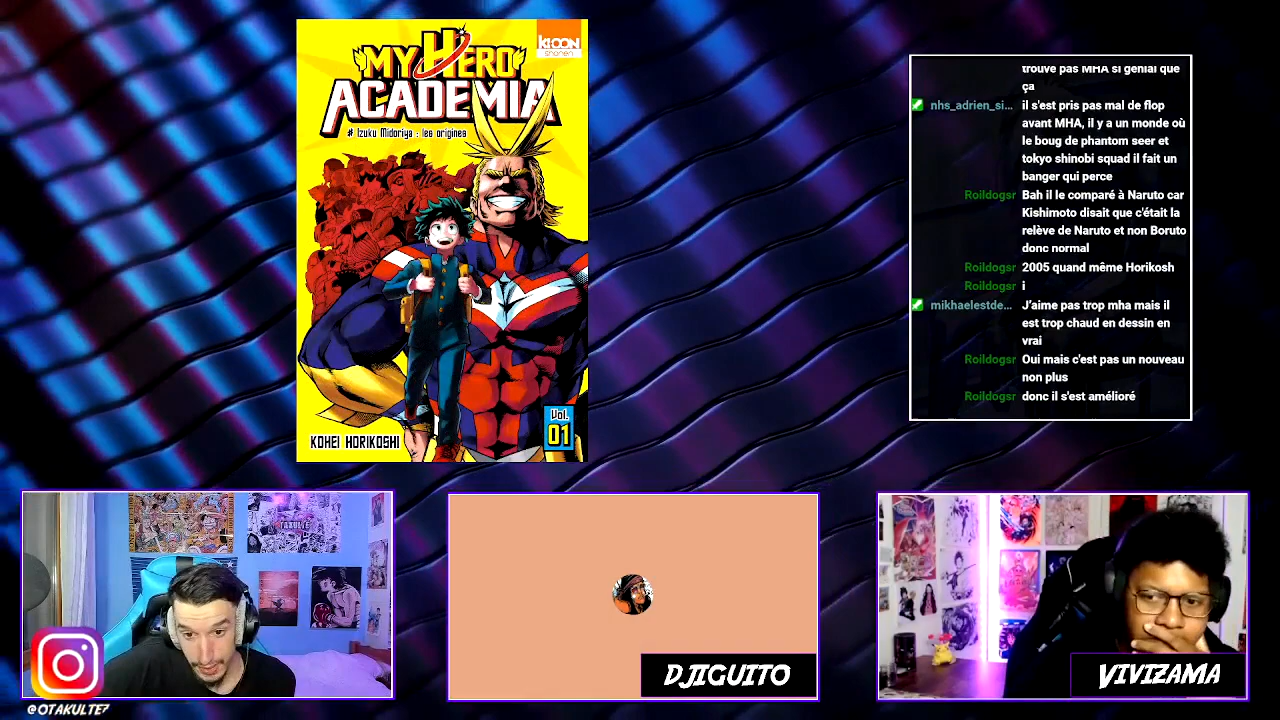 MY HERO
ACADEMIA
# Izuku Midoriya : les origines
KI-OON
shonen
Vol.
01
KOHEI HORIKOSHI
trouve pas MHA si génial que
ça
nhs_adrien_si... il s'est pris pas mal de flop
avant MHA, il y a un monde où
le boug de phantom seer et
tokyo shinobi squad il fait un
banger qui perce
Roildogsr Bah il le comparé à Naruto car
Kishimoto disait que c'était la
relève de Naruto et non Boruto
donc normal
Roildogsr 2005 quand même Horikosh
Roildogsr i
mikhaelestde... J'aime pas trop mha mais il
est trop chaud en dessin en
vrai
Roildogsr Oui mais c'est pas un nouveau
non plus
Roildogsr donc il s'est amélioré
OTAKULTE
@OTAKULTE7
DJIGUITO
VIVIZAMA